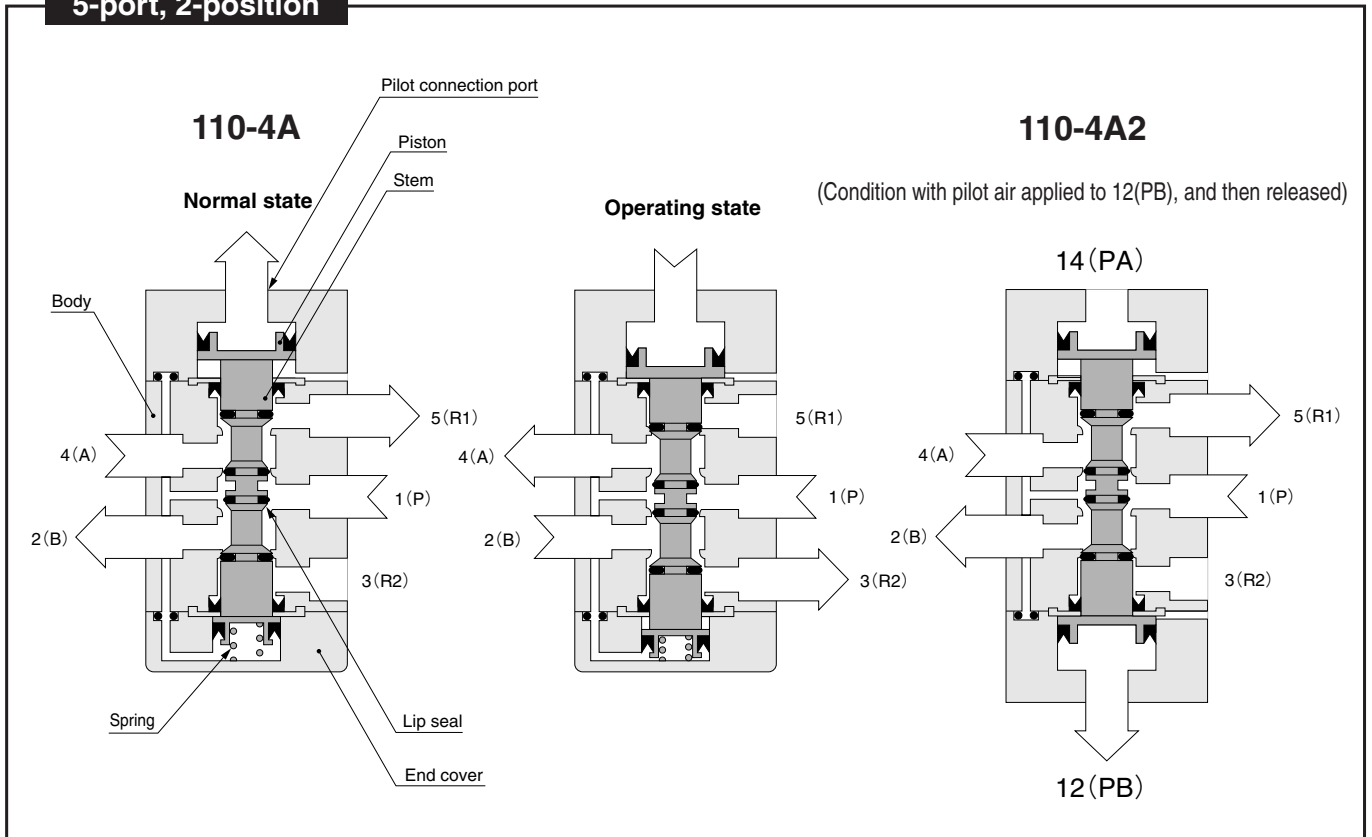 5-port, 2-position
Pilot connection port
110-4A
Piston
Stem
Normal state
Body
5(R1)
4(A)
1(P)
2(B)
3(R2)
Spring
Lip seal
End cover
Operating state
5(R1)
4(A)
1(P)
2(B)
3(R2)
110-4A2
(Condition with pilot air applied to 12(PB), and then released)
14(PA)
5(R1)
4(A)
1(P)
2(B)
3(R2)
12(PB)